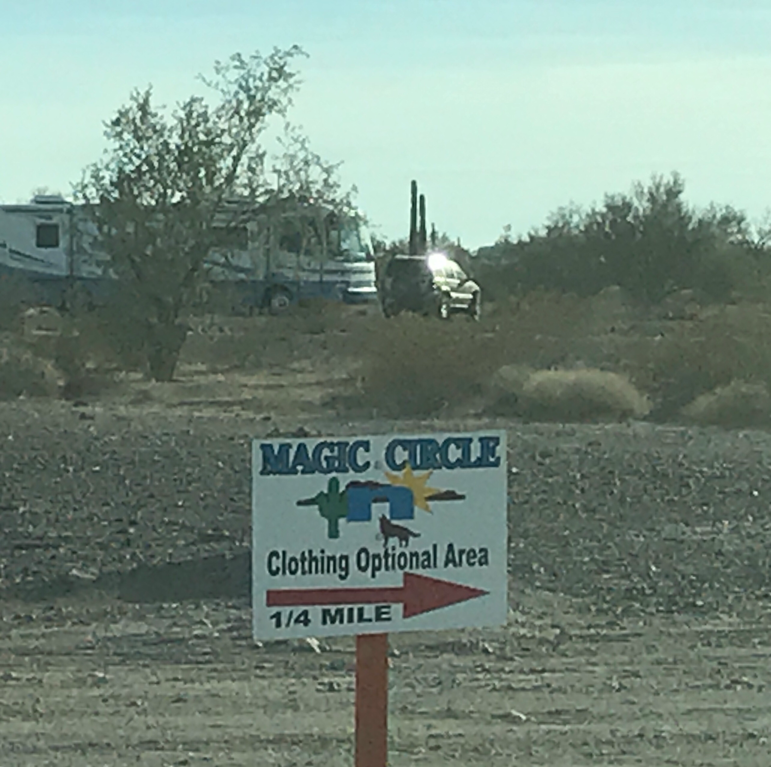 MAGIC CIRCLE
Clothing Optional Area
1/4 MILE